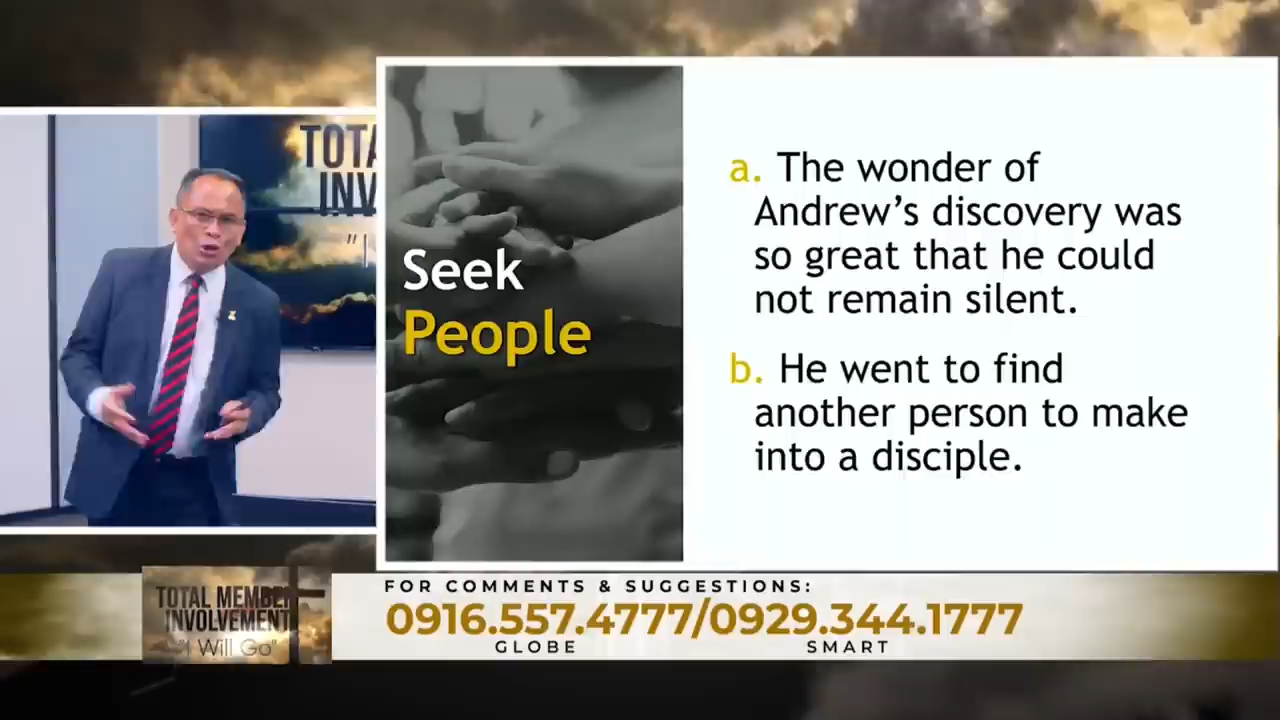 TOTA
INV
"I
Seek
People
a. The wonder of
Andrew’s discovery was
so great that he could
not remain silent.
b. He went to find
another person to make
into a disciple.
TOTAL MEMBER
INVOLVEMENT
"I Will Go"
FOR COMMENTS & SUGGESTIONS:
0916.557.4777/0929.344.1777
GLOBE SMART